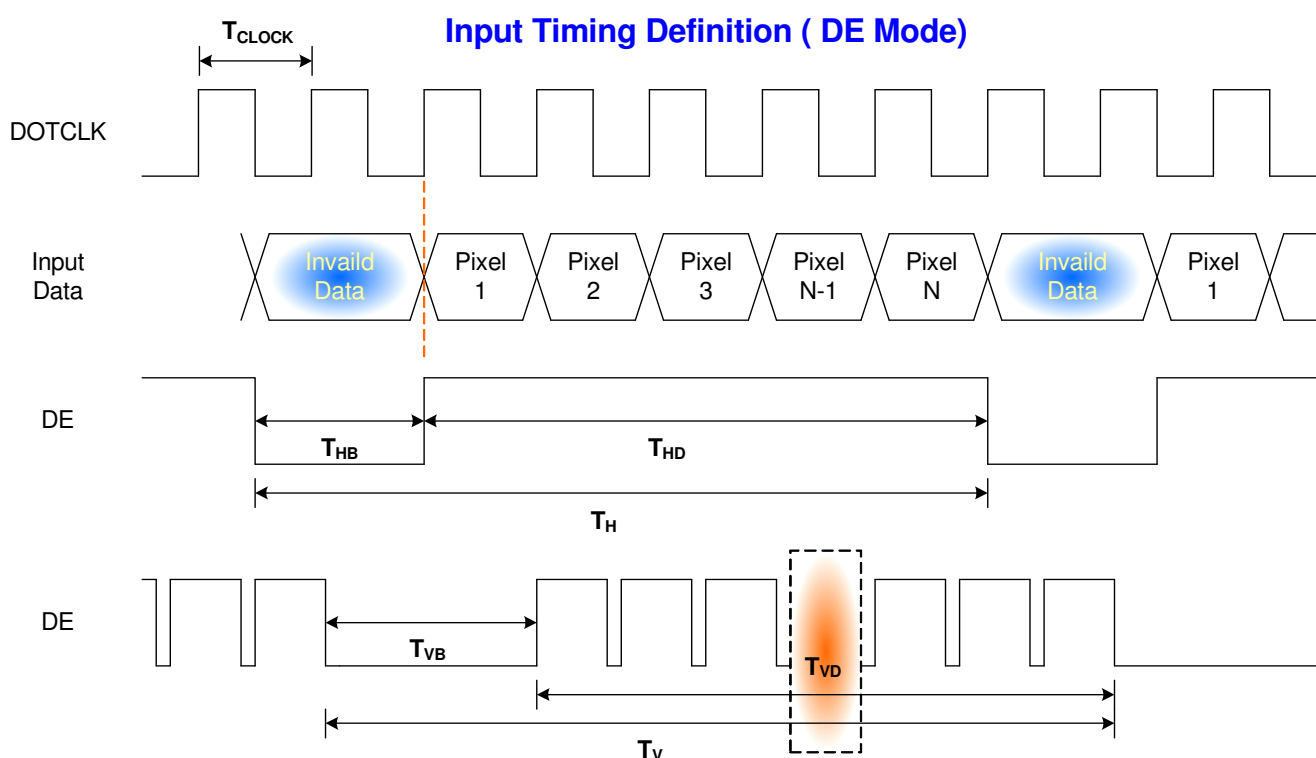 Input Timing Definition ( DE Mode)
TCLOCK
DOTCLK
Input
Data
Invaild
Data
Pixel
1
Pixel
2
Pixel
3
Pixel
N-1
Pixel
N
Invaild
Data
Pixel
1
DE
THB
THD
TH
DE
TVB
TVD
TV